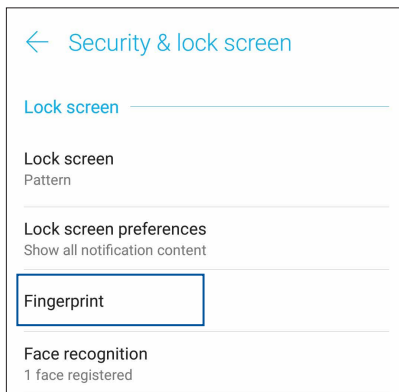 Security & lock screen
Lock screen
Lock screen
Pattern
Lock screen preferences
Show all notification content
Fingerprint
Face recognition
1 face registered